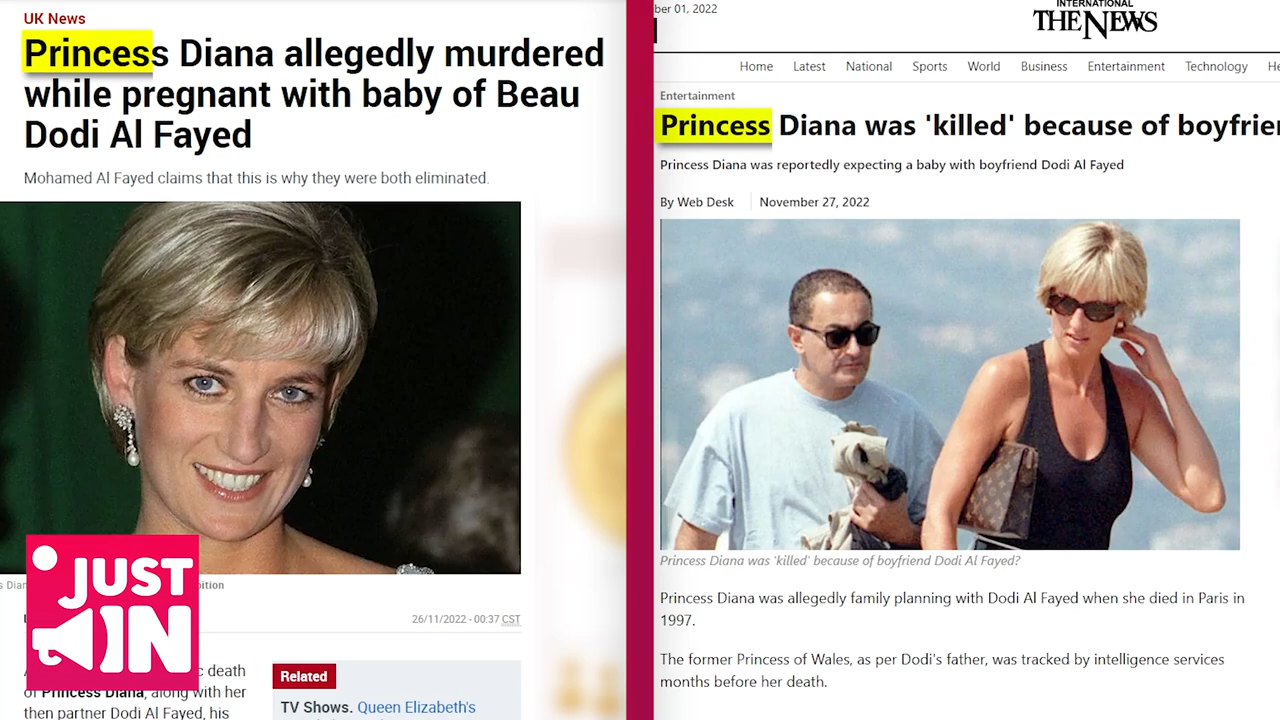 UK News
Princess Diana allegedly murdered
while pregnant with baby of Beau
Dodi Al Fayed
Mohamed Al Fayed claims that this is why they were both eliminated.
26/11/2022 - 00:37 CST
death
of Princess Diana, along with her
then partner Dodi Al Fayed, his
Related
TV Shows. Queen Elizabeth's
JUST
IN
01, 2022
INTERNATIONAL
THE NEWS
Home Latest National Sports World Business Entertainment Technology
Entertainment
Princess Diana was 'killed' because of
Princess Diana was reportedly expecting a baby with boyfriend Dodi Al Fayed
By Web Desk November 27, 2022
Princess Diana was 'killed' because of boyfriend Dodi Al Fayed?
Princess Diana was allegedly family planning with Dodi Al Fayed when she died in Paris in
1997.
The former Princess of Wales, as per Dodi's father, was tracked by intelligence services
months before her death.